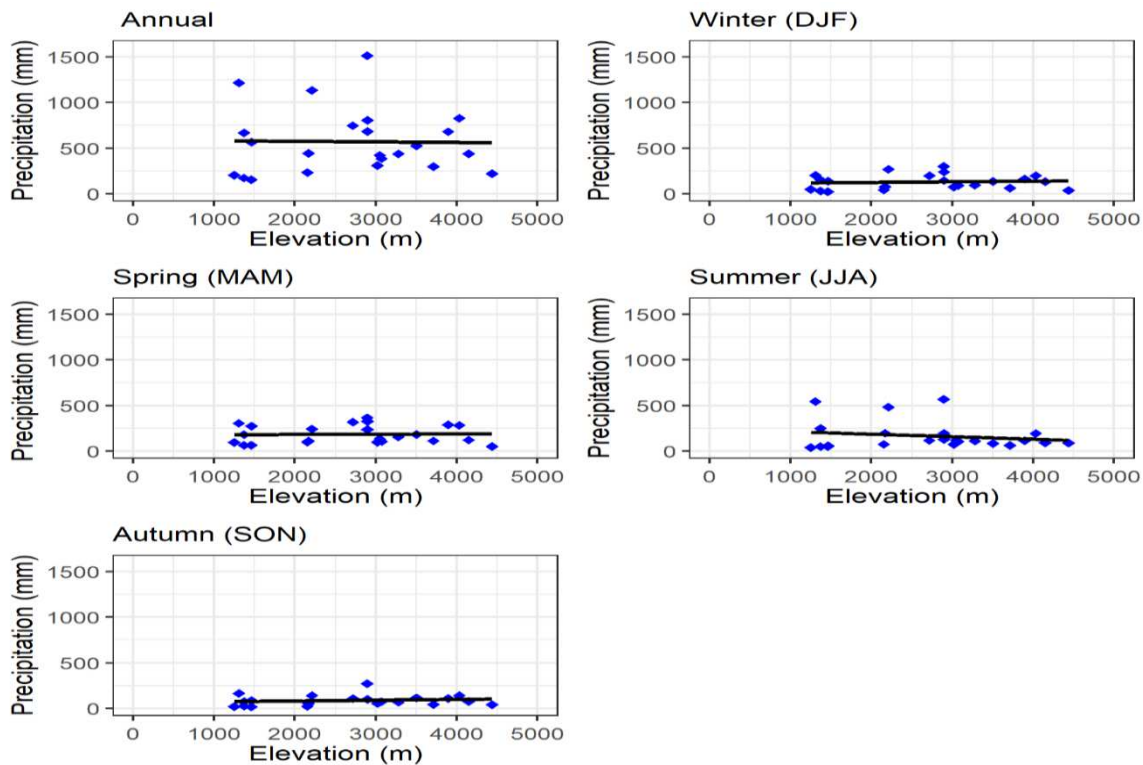 Annual
Precipitation (mm)
1500
1000
500
0
0 1000 2000 3000 4000 5000
Elevation (m)
Winter (DJF)
Precipitation (mm)
1500
1000
500
0
0 1000 2000 3000 4000 5000
Elevation (m)
Spring (MAM)
Precipitation (mm)
1500
1000
500
0
0 1000 2000 3000 4000 5000
Elevation (m)
Summer (JJA)
Precipitation (mm)
1500
1000
500
0
0 1000 2000 3000 4000 5000
Elevation (m)
Autumn (SON)
Precipitation (mm)
1500
1000
500
0
0 1000 2000 3000 4000 5000
Elevation (m)